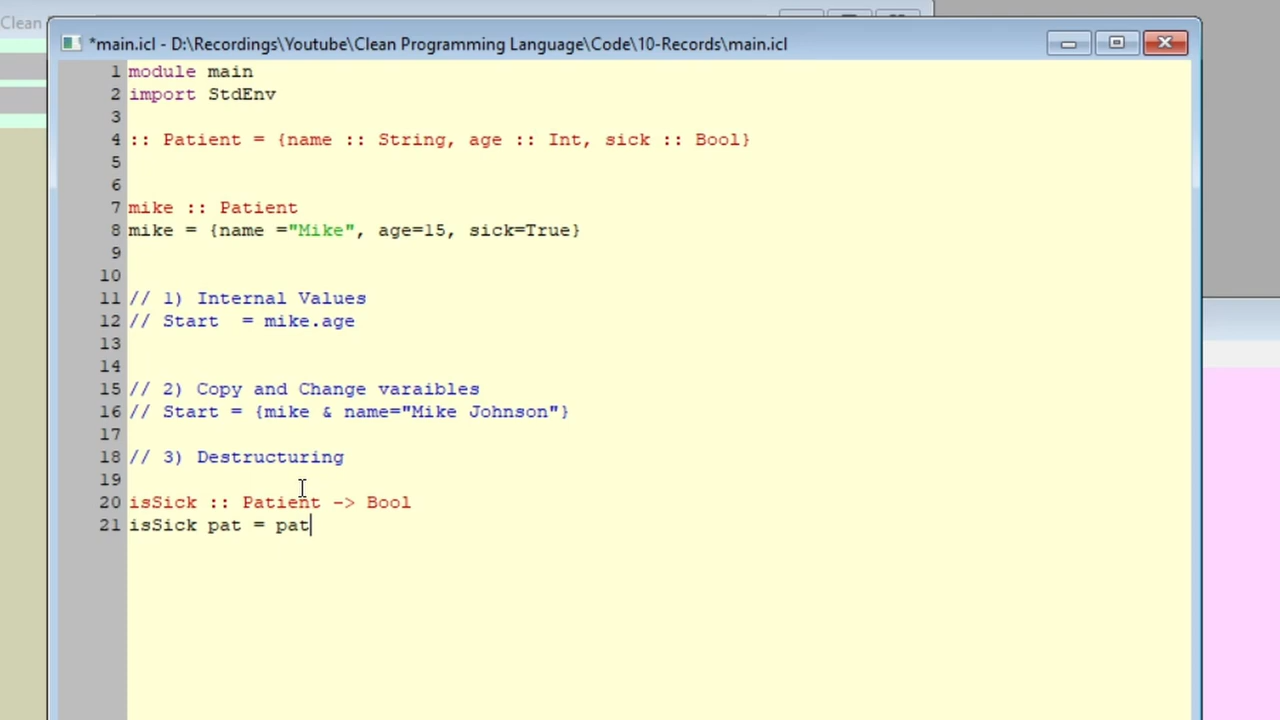 Clean
*main.icl - D:\Recordings\Youtube\Clean Programming Language\Code\10-Records\main.icl
1 module main
2 import StdEnv
3
4 :: Patient = {name :: String, age :: Int, sick :: Bool}
5
6
7 mike :: Patient
8 mike = {name ="Mike", age=15, sick=True}
9
10
11 // 1) Internal Values
12 // Start  = mike.age
13
14
15 // 2) Copy and Change varaibles
16 // Start = {mike & name="Mike Johnson"}
17
18 // 3) Destructuring
19
20 isSick :: Patient -> Bool
21 isSick pat = pat